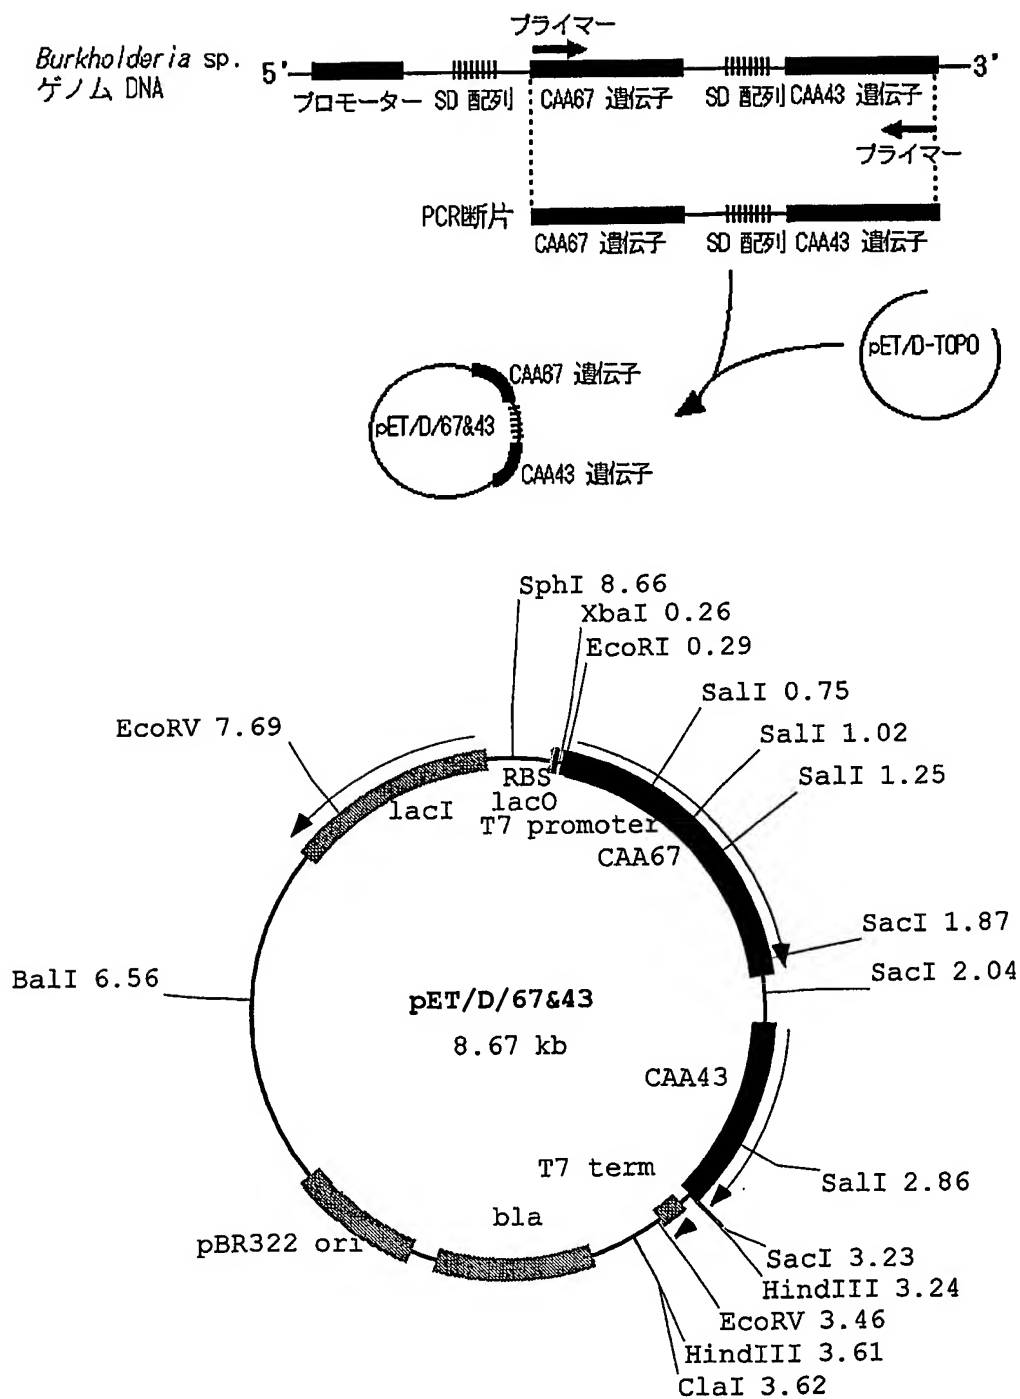 プライマー
Burkholderia sp.
ゲノム DNA
5'
3'
プロモーター SD 配列 CAA67 遺伝子 SD 配列 CAA43 遺伝子
プライマー
PCR断片
CAA67 遺伝子 SD 配列 CAA43 遺伝子
pET/D-TOPO
CAA67 遺伝子
pET/D/67&43
CAA43 遺伝子
SphI 8.66
XbaI 0.26
EcoRI 0.29
SalI 0.75
EcoRV 7.69
SalI 1.02
SalI 1.25
RBS
lacI
lacO
T7 promoter
CAA67
SacI 1.87
SacI 2.04
BalI 6.56
pET/D/67&43
8.67 kb
CAA43
T7 term
SalI 2.86
bla
pBR322 ori
SacI 3.23
HindIII 3.24
EcoRV 3.46
HindIII 3.61
ClaI 3.62